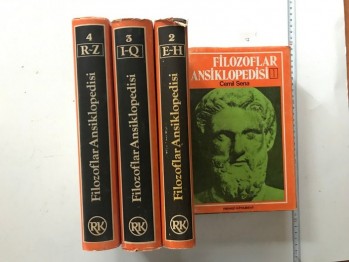 4
R-Z
Filozoflar Ansiklopedisi
RK
3
I-Q
Filozoflar Ansiklopedisi
RK
2
E-H
Filozoflar Ansiklopedisi
RK
FİLOZOFLAR
ANSİKLOPEDİSİ 1
Cemil Sena